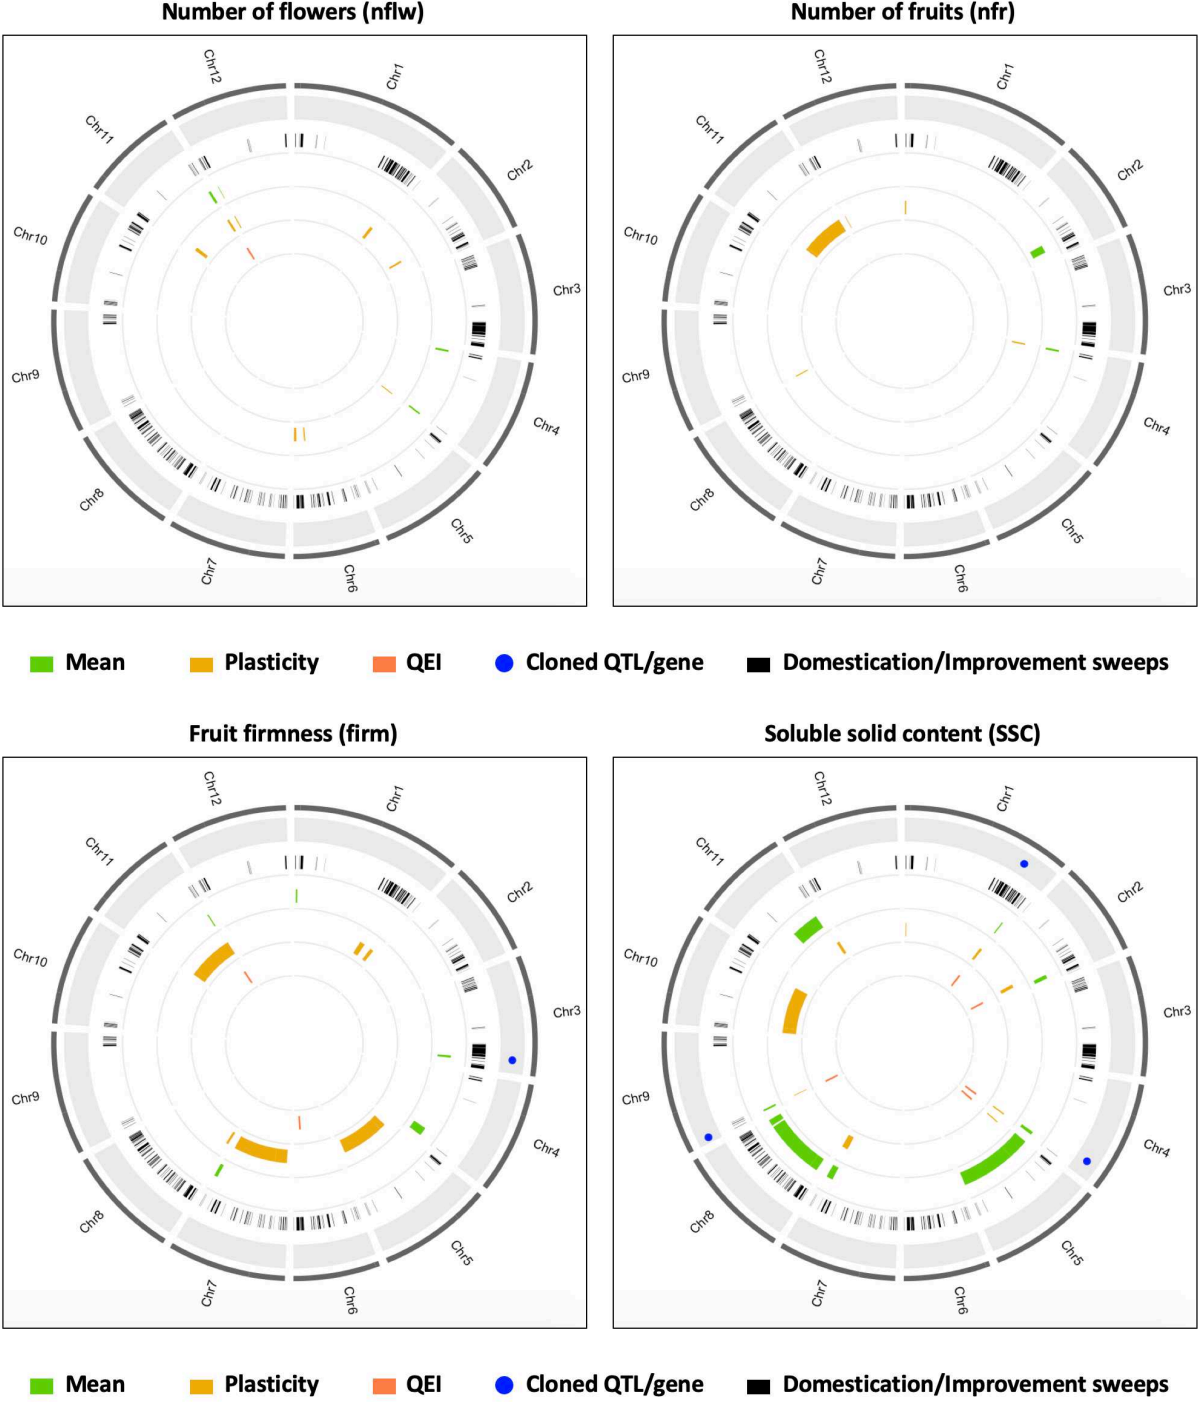 Number of flowers (nflw)
Number of fruits (nfr)
Chr12
Chr1
Chr11
Chr2
Chr10
Chr3
Chr9
Chr4
Chr8
Chr5
Chr7
Chr6
Chr12
Chr1
Chr11
Chr2
Chr10
Chr3
Chr9
Chr4
Chr8
Chr5
Chr7
Chr6
Mean
Plasticity
QEI
Cloned QTL/gene
Domestication/Improvement sweeps
Fruit firmness (firm)
Soluble solid content (SSC)
Chr12
Chr1
Chr11
Chr2
Chr10
Chr3
Chr9
Chr4
Chr8
Chr5
Chr7
Chr6
Chr12
Chr1
Chr11
Chr2
Chr10
Chr3
Chr9
Chr4
Chr8
Chr5
Chr7
Chr6
Mean
Plasticity
QEI
Cloned QTL/gene
Domestication/Improvement sweeps